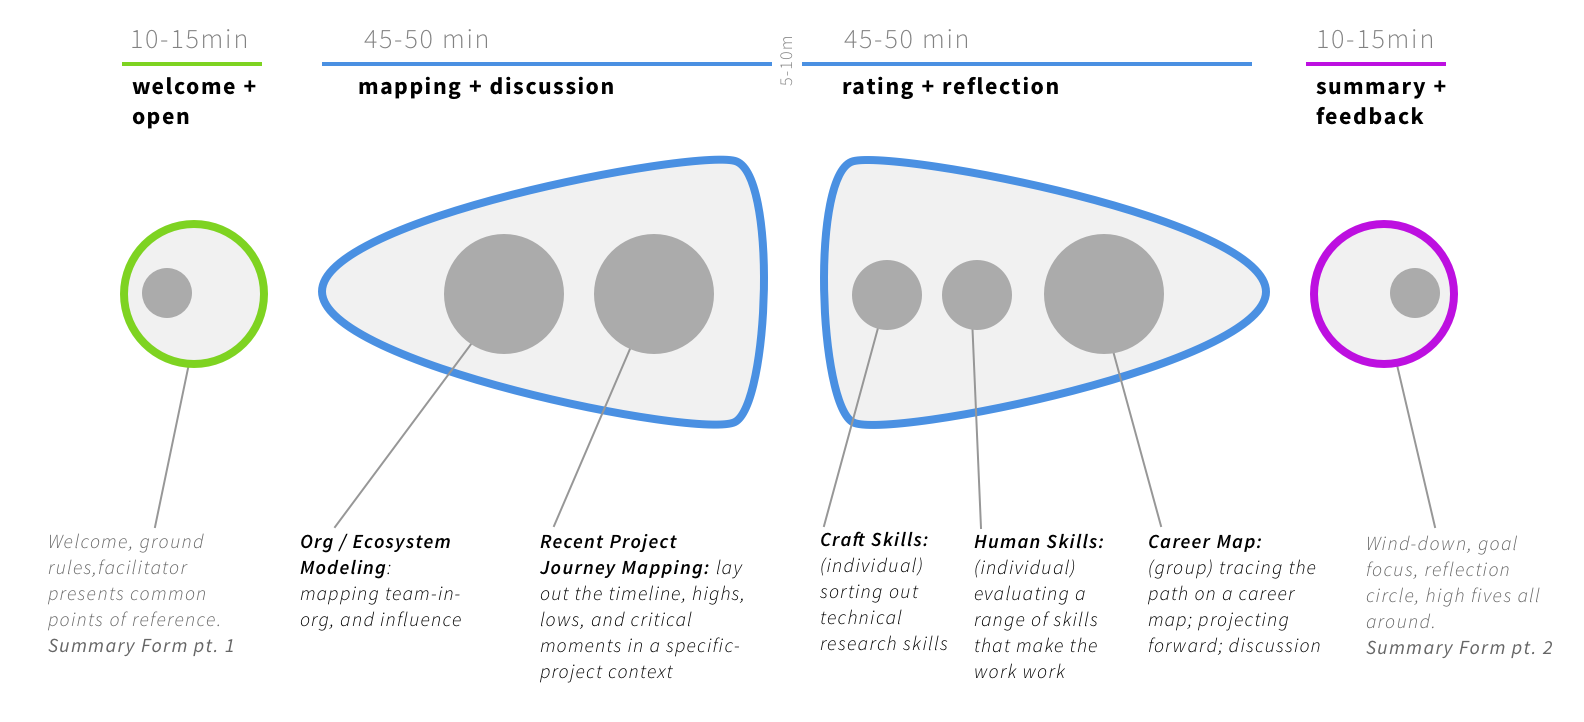 10-15min
welcome +
open
45-50 min
mapping + discussion
5-10m
45-50 min
rating + reflection
10-15min
summary +
feedback
Welcome, ground
rules,facilitator
presents common
points of reference.
Summary Form pt. 1
Org / Ecosystem
Modeling:
mapping team-in-
org, and influence
Recent Project
Journey Mapping: lay
out the timeline, highs,
lows, and critical
moments in a specific-
project context
Craft Skills:
(individual)
sorting out
technical
research skills
Human Skills:
(individual)
evaluating a
range of skills
that make the
work work
Career Map:
(group) tracing the
path on a career
map; projecting
forward; discussion
Wind-down, goal
focus, reflection
circle, high fives all
around.
Summary Form pt. 2